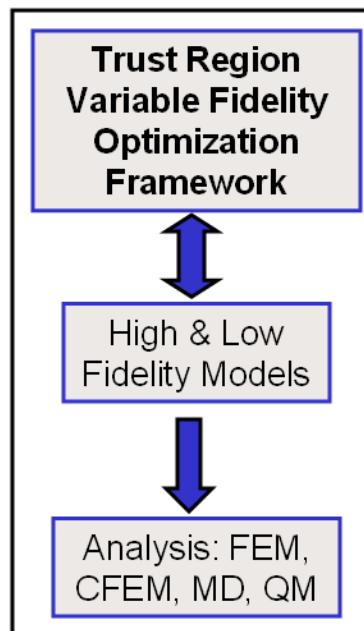 Trust Region
Variable Fidelity
Optimization
Framework
High & Low
Fidelity Models
Analysis: FEM,
CFEM, MD, QM